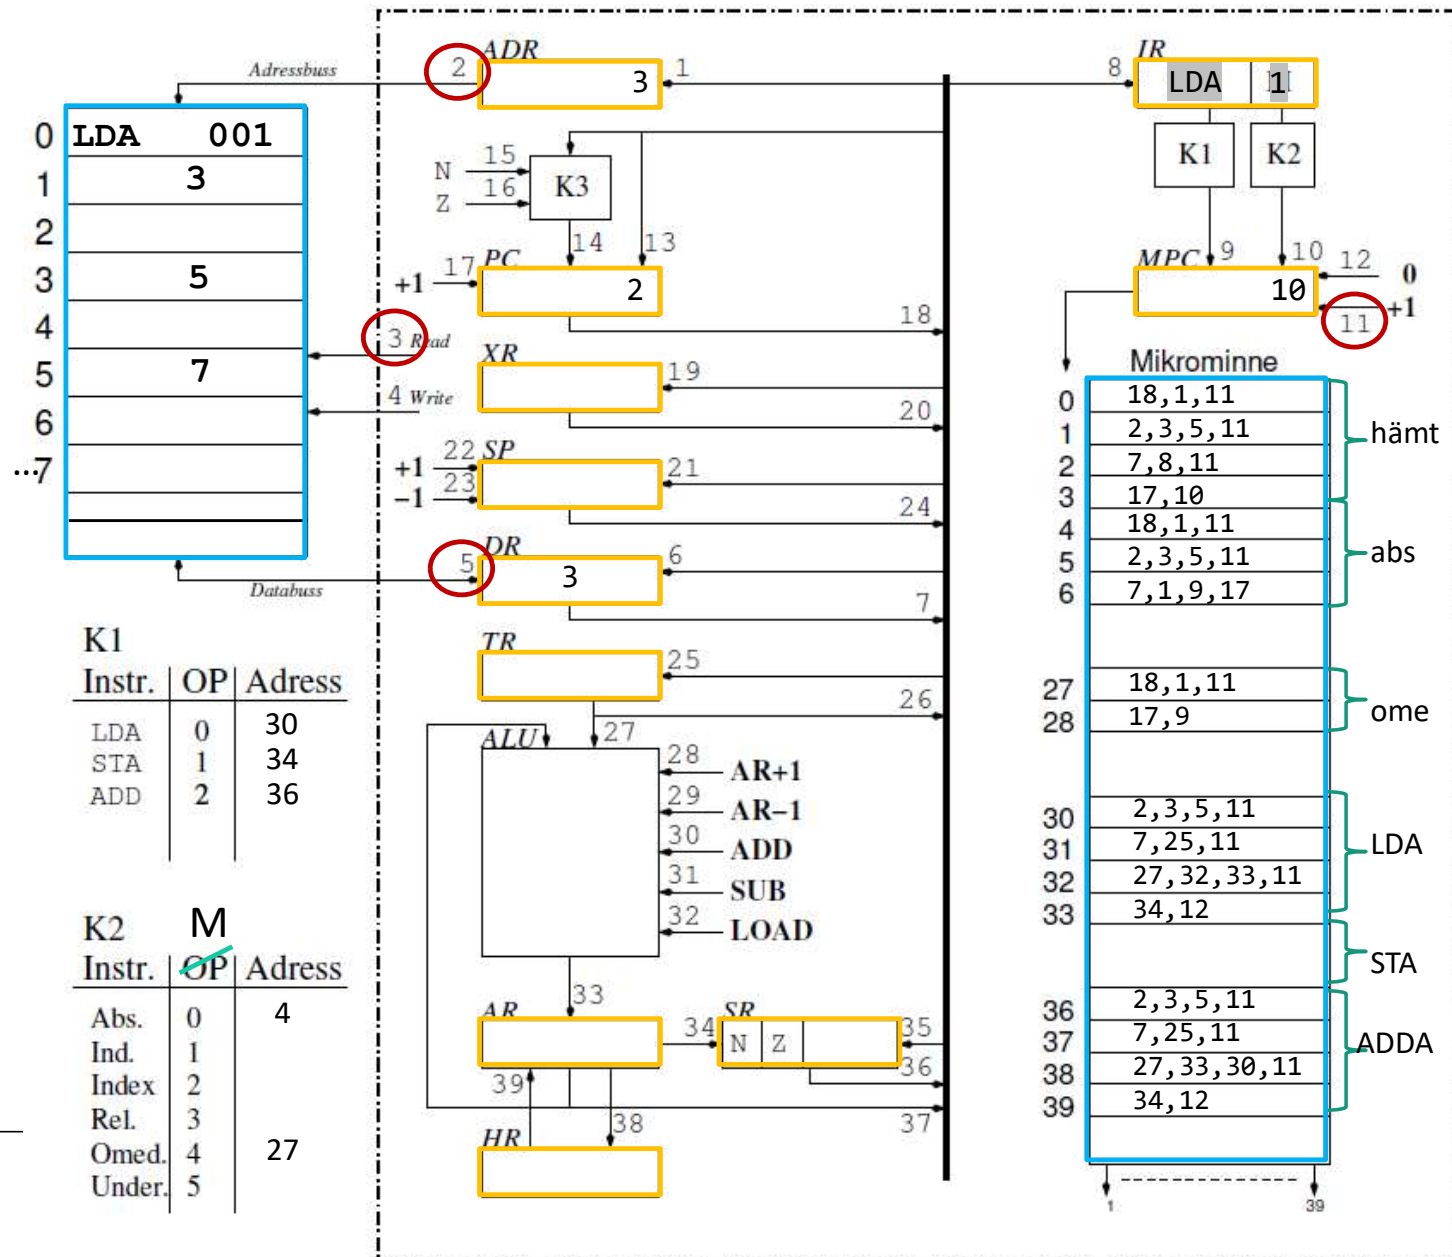 ADR
IR
Adressbuss
2
3
1
8
LDA
1
0
LDA 001
K1
K2
1
3
N
15
K3
Z
16
2
14
13
9
10
12
0
PC
MPC
3
5
+1
17
2
10
+1
11
4
18
3 Read
XR
Mikrominne
5
7
19
4 Write
20
6
...7
SP
+1
22
21
-1
23
24
DR
5
3
6
Databuss
7
TR
25
26
27
ALU
28
AR+1
29
AR-1
30
ADD
31
SUB
32
LOAD
33
AR
34
SR
35
N
Z
36
39
38
37
HR
0 18,1,11
1 2,3,5,11
hämt
2 7,8,11
3 17,10
4 18,1,11
5 2,3,5,11
abs
6 7,1,9,17
27 18,1,11
28 17,9
ome
30 2,3,5,11
31 7,25,11
LDA
32 27,32,33,11
33 34,12
STA
36 2,3,5,11
37 7,25,11
ADDA
38 27,33,30,11
39 34,12
1
39
K1
Instr. OP Adress
LDA 0 30
STA 1 34
ADD 2 36
K2 M
Instr. OP Adress
Abs. 0 4
Ind. 1
Index 2
Rel. 3
Omed. 4 27
Under. 5